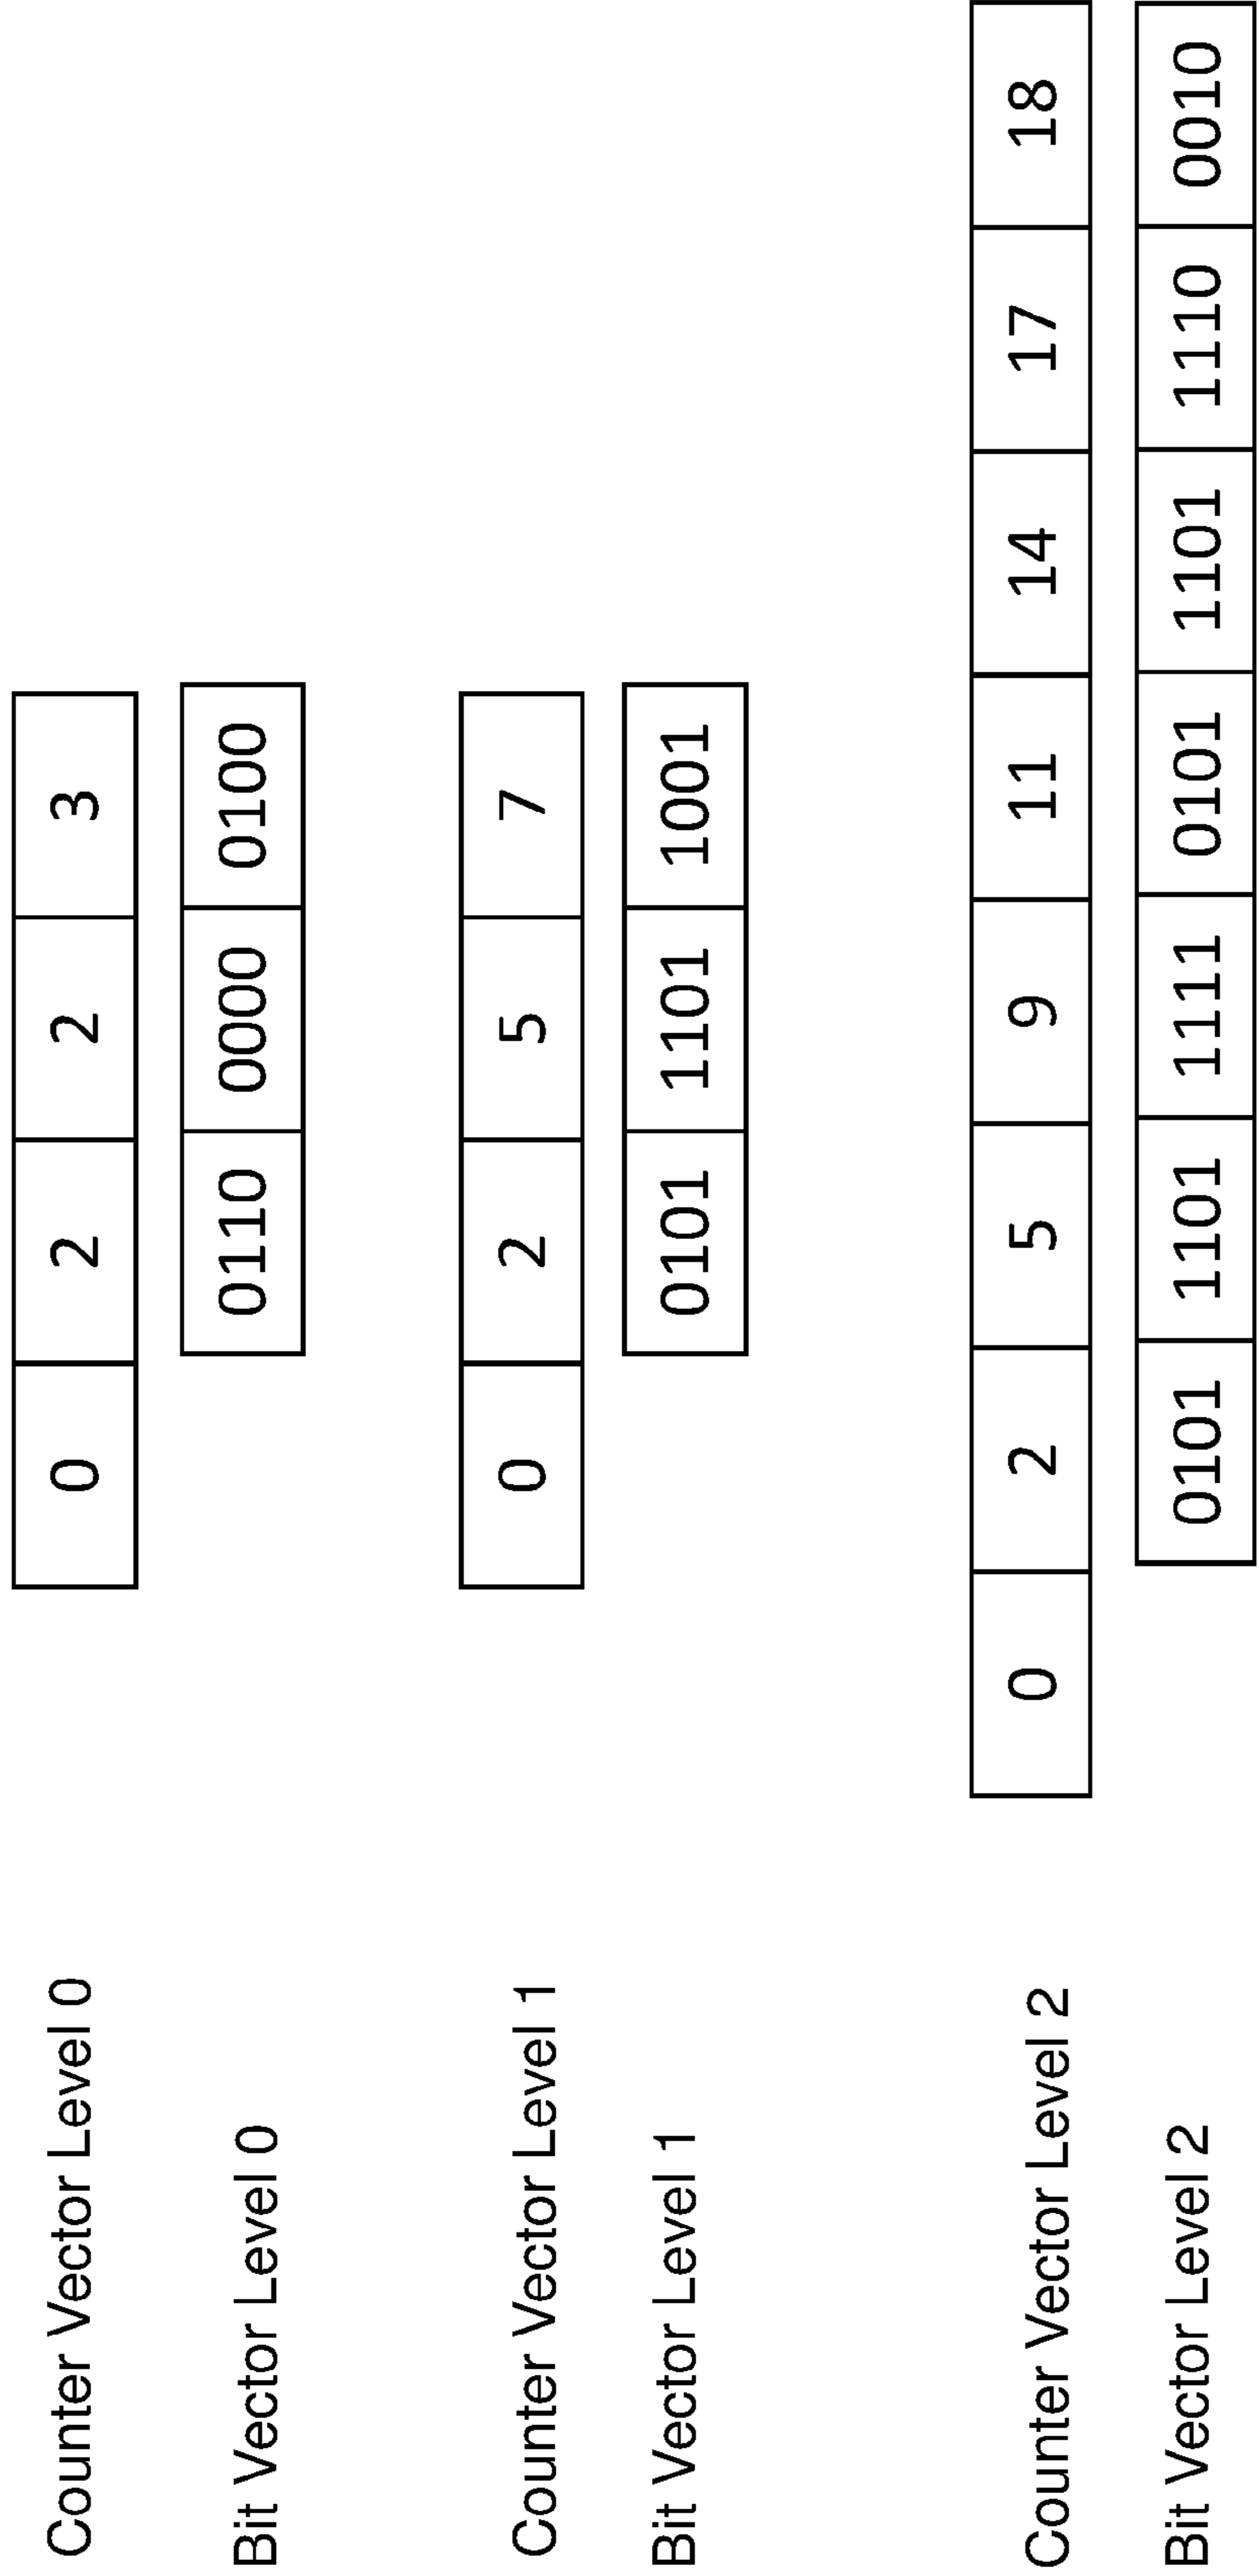 Counter Vector Level 0 0 2 2 3
Bit Vector Level 0 0110 0000 0100
Counter Vector Level 1 0 2 5 7
Bit Vector Level 1 0101 1101 1001
Counter Vector Level 2 0 2 5 9 11 14 17 18
Bit Vector Level 2 0101 1101 1111 0101 1101 1110 0010